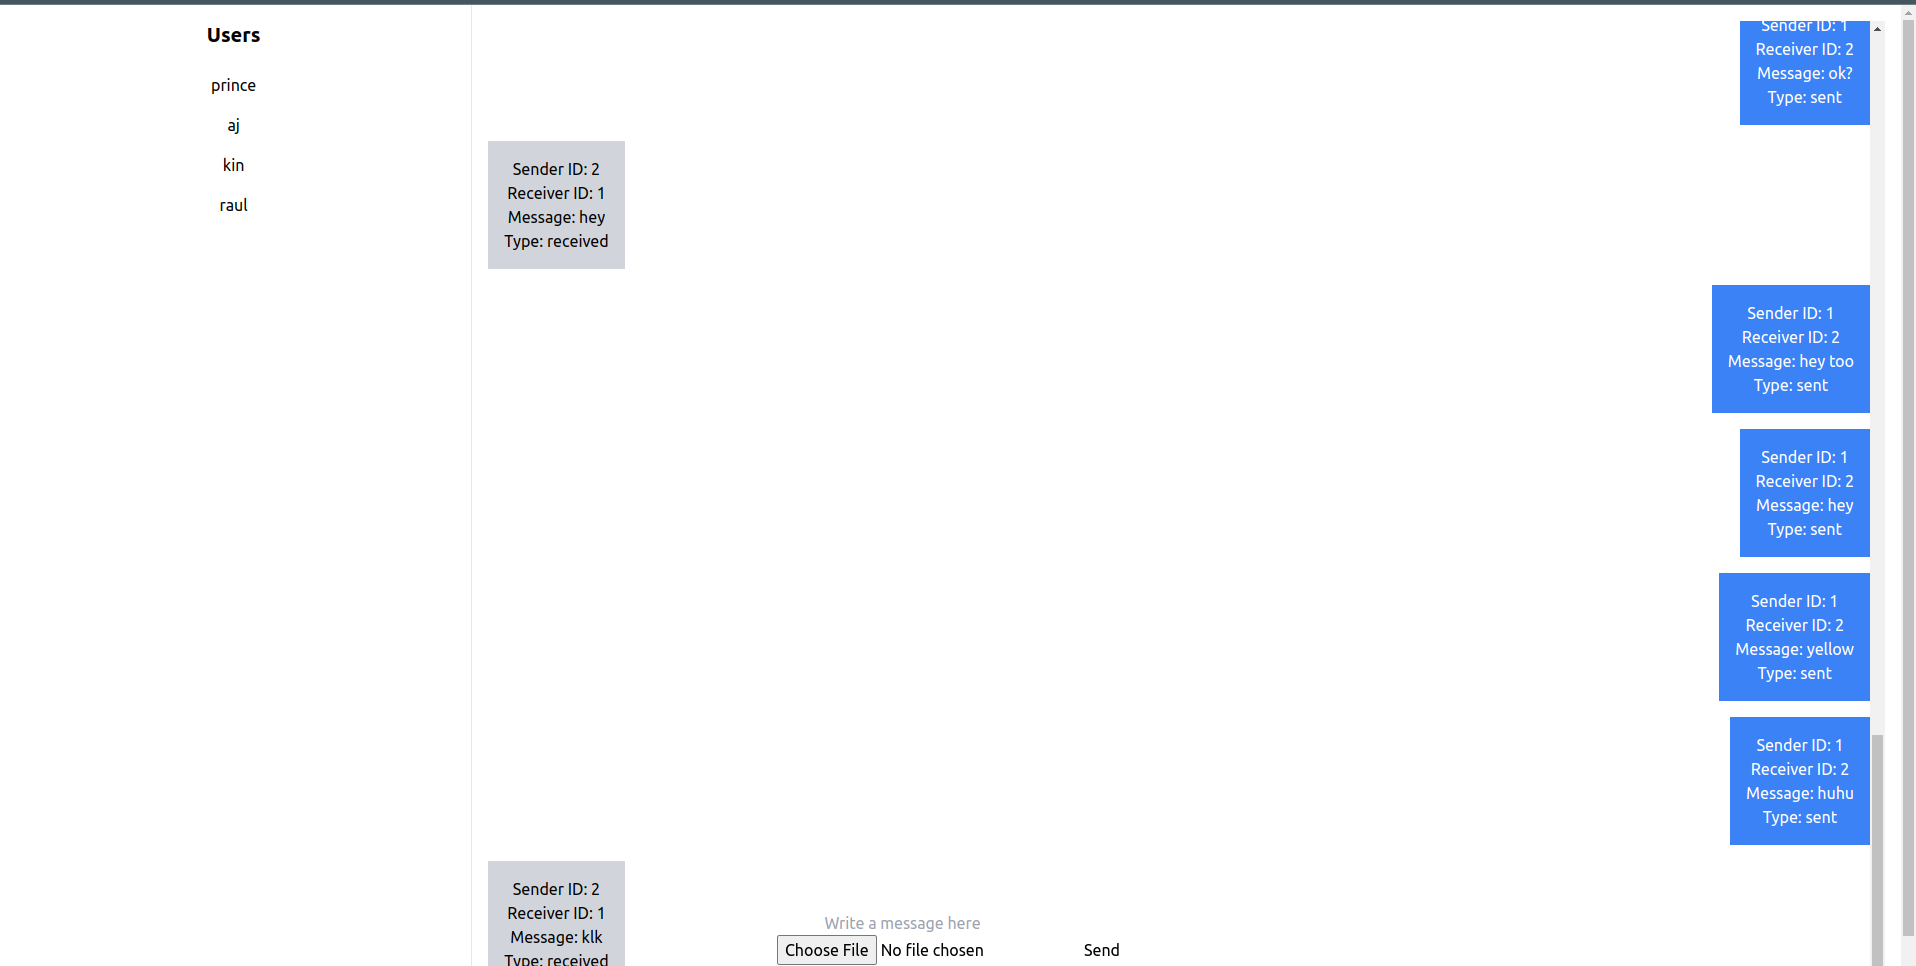 Users
prince
aj
kin
raul
Sender ID: 1
Receiver ID: 2
Message: ok?
Type: sent
Sender ID: 2
Receiver ID: 1
Message: hey
Type: received
Sender ID: 1
Receiver ID: 2
Message: hey too
Type: sent
Sender ID: 1
Receiver ID: 2
Message: hey
Type: sent
Sender ID: 1
Receiver ID: 2
Message: yellow
Type: sent
Sender ID: 1
Receiver ID: 2
Message: huhu
Type: sent
Sender ID: 2
Receiver ID: 1
Message: klk
Type: received
Write a message here
Choose File No file chosen Send